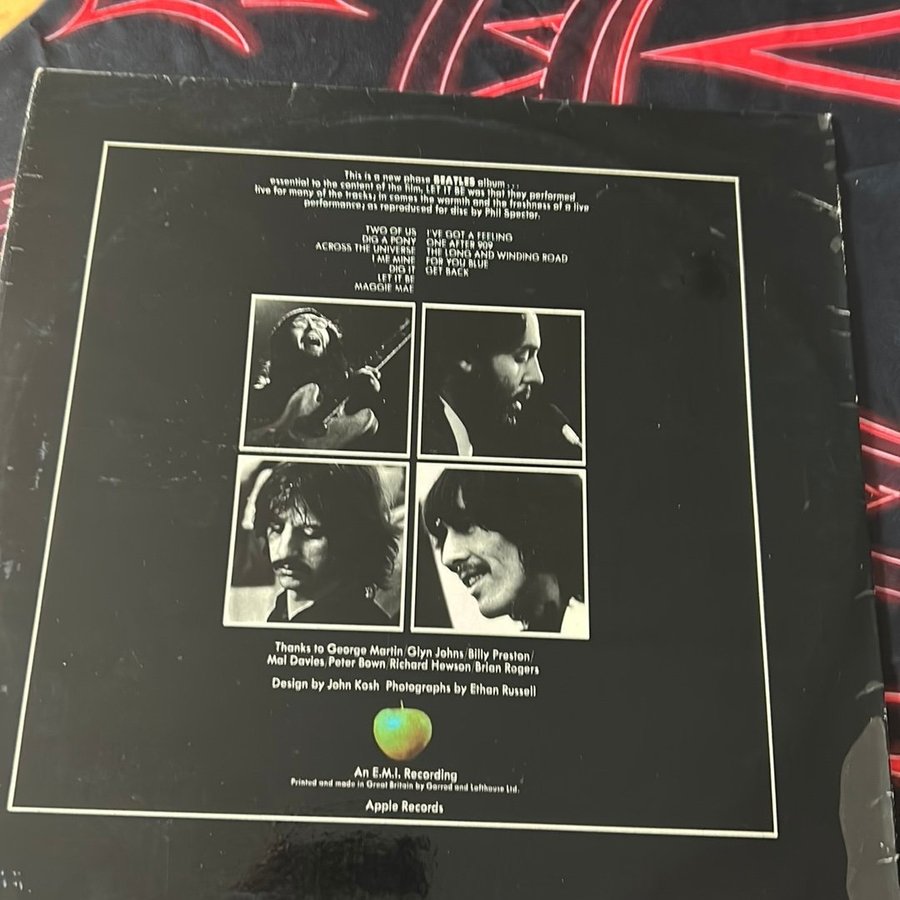 This is a new phase BEATLES album . . .
essential to the content of the film, LET IT BE was that they performed
live for many of the tracks; in comes the warmth and the freshness of a live
performance; as reproduced for disc by Phil Spector.
TWO OF US
DIG A PONY
ACROSS THE UNIVERSE
I ME MINE
DIG IT
LET IT BE
MAGGIE MAE
I'VE GOT A FEELING
ONE AFTER 909
THE LONG AND WINDING ROAD
FOR YOU BLUE
GET BACK
Thanks to George Martin/Glyn Johns/Billy Preston/
Mal Davies/Peter Bown/Richard Hewson/Brian Rogers
Design by John Kosh Photographs by Ethan Russell
An E.M.I. Recording
Printed and made in Great Britain by Garrod and Lofthouse Ltd.
Apple Records